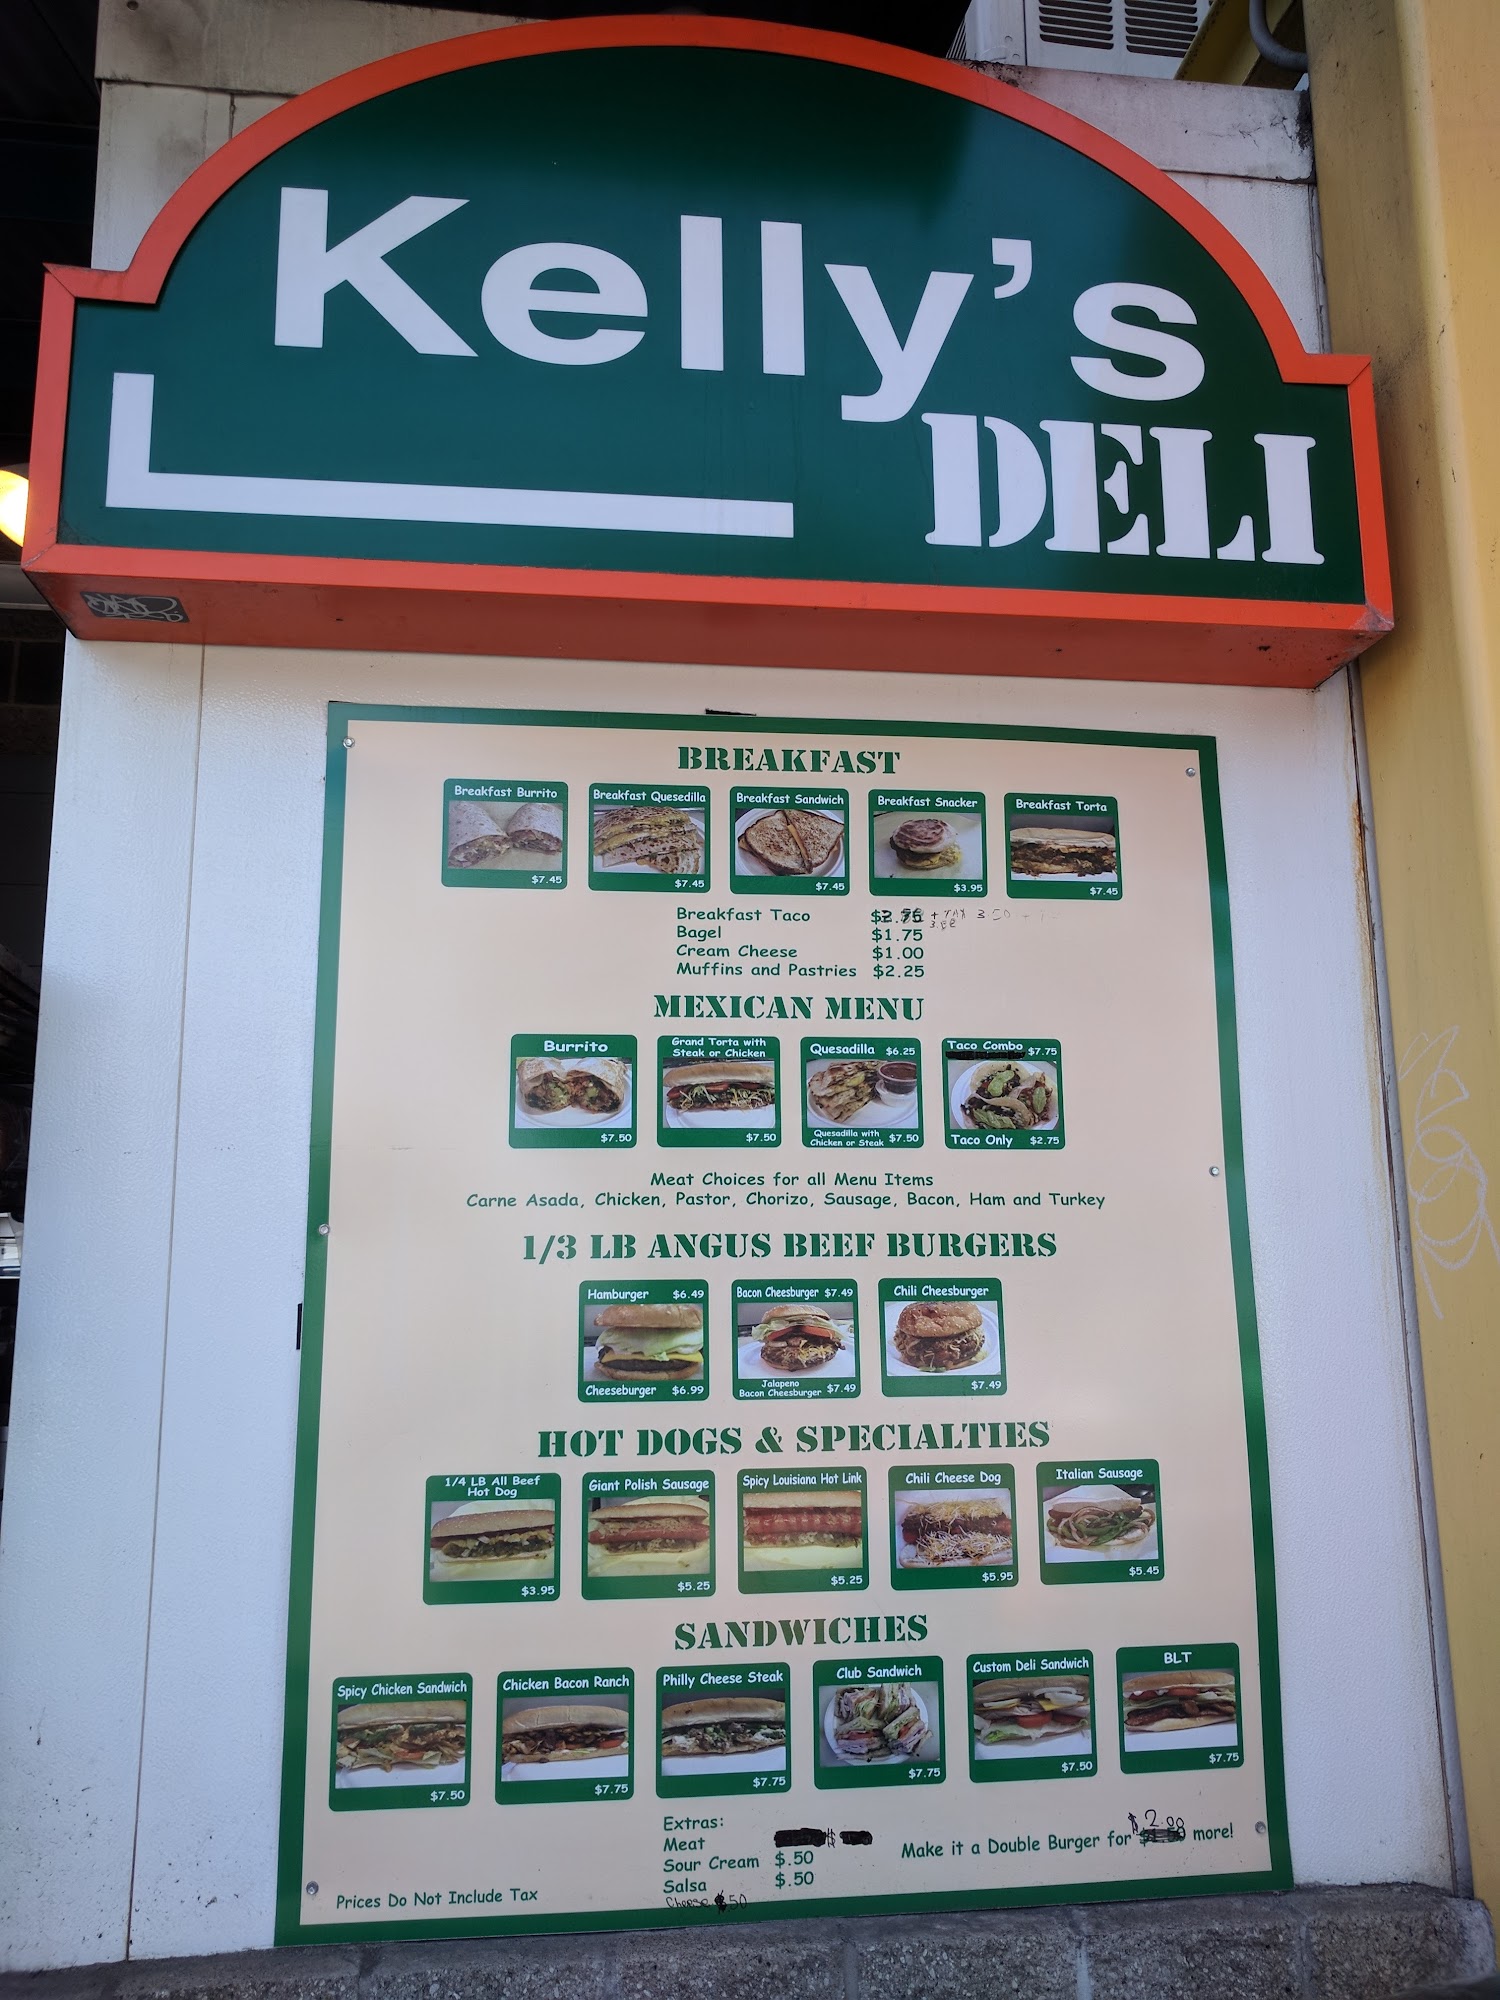 Kelly's
DELI
BREAKFAST
Breakfast Burrito
$7.45
Breakfast Quesedilla
$7.45
Breakfast Sandwich
$7.45
Breakfast Snacker
$3.95
Breakfast Torta
$7.45
Breakfast Taco + TAX 3.50
Bagel $1.75
Cream Cheese $1.00
Muffins and Pastries $2.25
MEXICAN MENU
Burrito
$7.50
Grand Torta with
Steak or Chicken
$7.50
Quesadilla $6.25
Quesadilla with
Chicken or Steak $7.50
Taco Combo $7.75
Taco Only $2.75
Meat Choices for all Menu Items
Carne Asada, Chicken, Pastor, Chorizo, Sausage, Bacon, Ham and Turkey
1/3 LB ANGUS BEEF BURGERS
Hamburger $6.49
Cheeseburger $6.99
Bacon Cheesburger $7.49
Jalapeno
Bacon Cheesburger $7.49
Chili Cheesburger
$7.49
HOT DOGS & SPECIALTIES
1/4 LB All Beef
Hot Dog
$3.95
Giant Polish Sausage
$5.25
Spicy Louisiana Hot Link
$5.25
Chili Cheese Dog
$5.95
Italian Sausage
$5.45
SANDWICHES
Spicy Chicken Sandwich
$7.50
Chicken Bacon Ranch
$7.75
Philly Cheese Steak
$7.75
Club Sandwich
$7.75
Custom Deli Sandwich
$7.50
BLT
$7.75
Extras:
Meat
Sour Cream $.50
Salsa $.50
Cheese $.50
Make it a Double Burger for $2.00 more!
Prices Do Not Include Tax